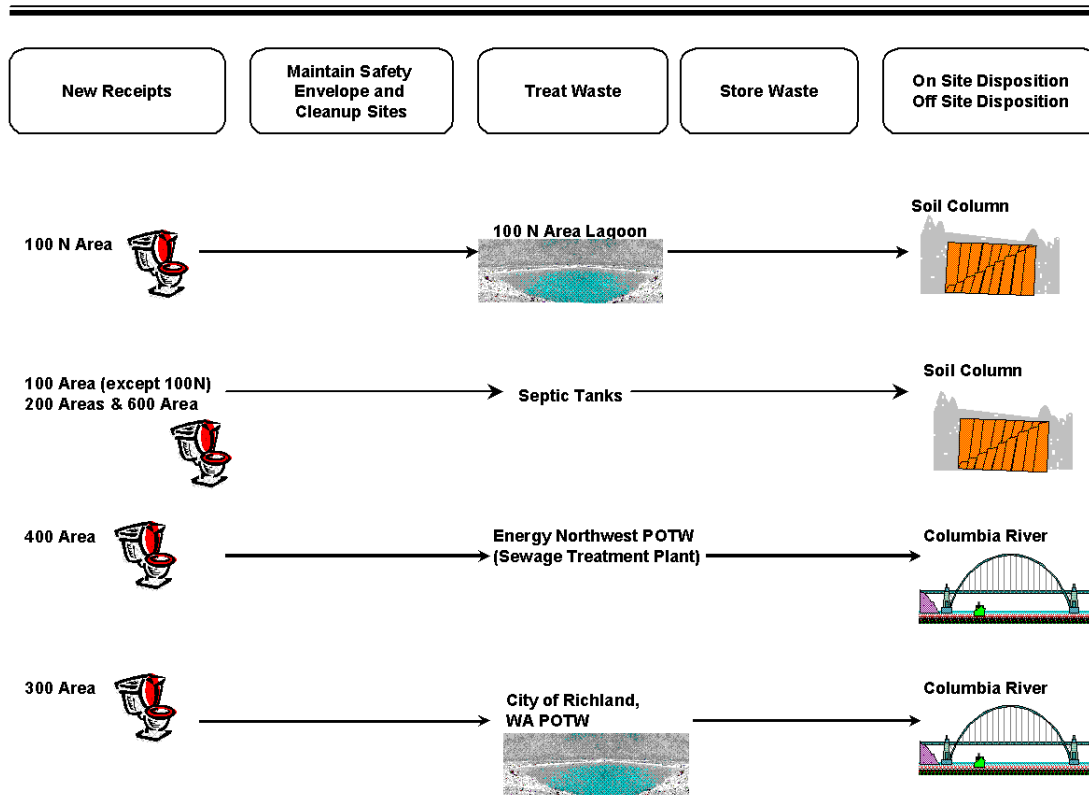 New Receipts
Maintain Safety
Envelope and
Cleanup Sites
Treat Waste
Store Waste
On Site Disposition
Off Site Disposition
100 N Area
100 N Area Lagoon
Soil Column
100 Area (except 100N)
200 Areas & 600 Area
Septic Tanks
Soil Column
400 Area
Energy Northwest POTW
(Sewage Treatment Plant)
Columbia River
300 Area
City of Richland,
WA POTW
Columbia River